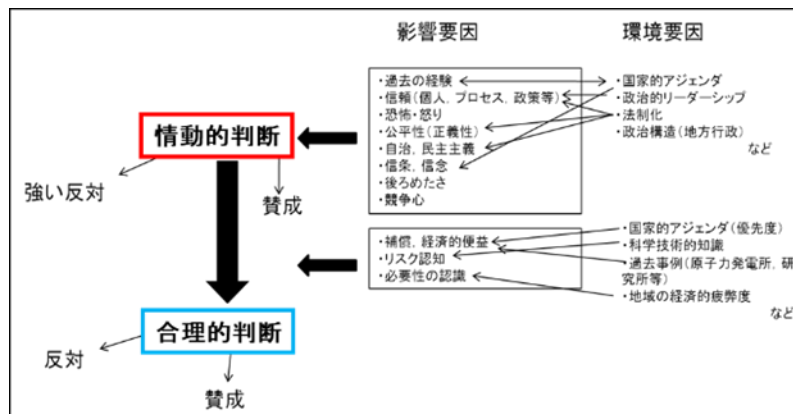 影響要因
環境要因
・過去の経験
・信頼(個人, プロセス, 政策等)
・恐怖・怒り
・公平性(正義性)
・自治, 民主主義
・信条, 信念
・後ろめたさ
・競争心
・国家的アジェンダ
・政治的リーダーシップ
・法制化
・政治構造(地方行政)
など
情動的判断
強い反対
賛成
・補償, 経済的便益
・リスク認知
・必要性の認識
・国家的アジェンダ(優先度)
・科学技術的知識
・過去事例(原子力発電所, 研
究所等)
・地域の経済的疲弊度
など
合理的判断
反対
賛成